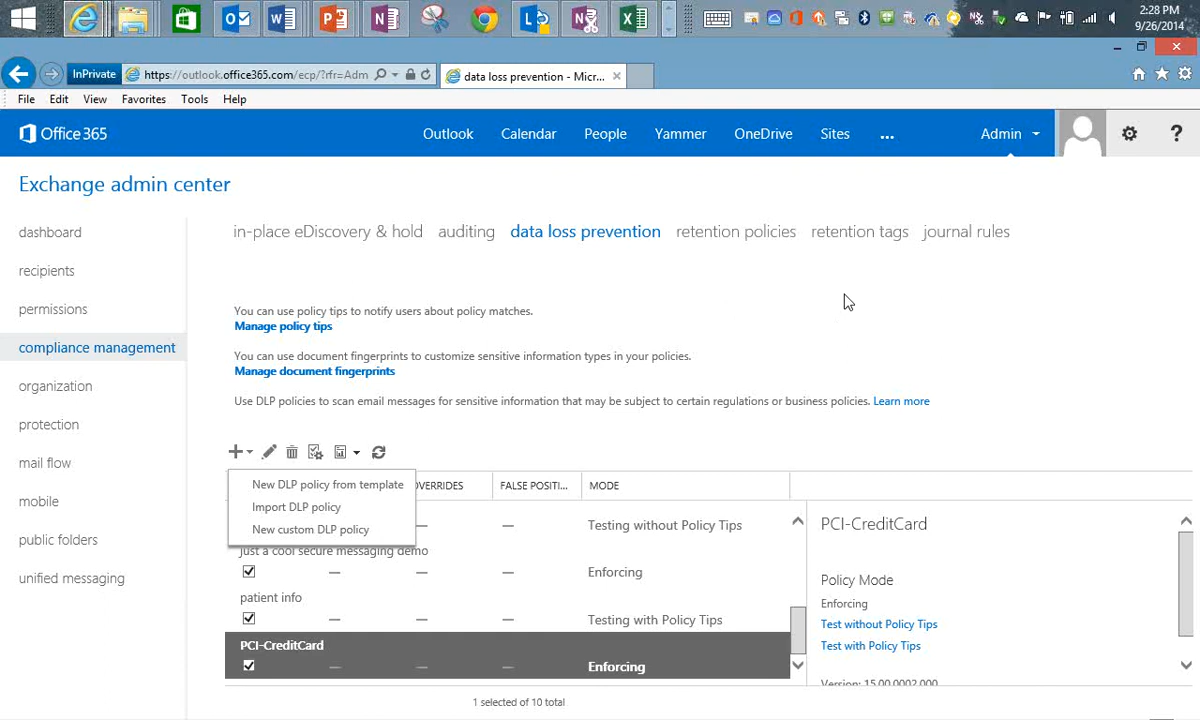 2:28 PM
9/26/2014
InPrivate
https://outlook.office365.com/ecp/?rfr=Adm
data loss prevention - Micr...
File Edit View Favorites Tools Help
Office 365
Outlook Calendar People Yammer OneDrive Sites ... Admin ?
Exchange admin center
dashboard
recipients
permissions
compliance management
organization
protection
mail flow
mobile
public folders
unified messaging
in-place eDiscovery & hold auditing data loss prevention retention policies retention tags journal rules
You can use policy tips to notify users about policy matches.
Manage policy tips
You can use document fingerprints to customize sensitive information types in your policies.
Manage document fingerprints
Use DLP policies to scan email messages for sensitive information that may be subject to certain regulations or business policies. Learn more
New DLP policy from template
Import DLP policy
New custom DLP policy
OVERRIDES FALSE POSITI... MODE
— — Testing without Policy Tips
just a cool secure messaging demo
— — — Enforcing
patient info
— — — Testing with Policy Tips
PCI-CreditCard
— — — Enforcing
1 selected of 10 total
PCI-CreditCard
Policy Mode
Enforcing
Test without Policy Tips
Test with Policy Tips
Version: 15.00.0002.000